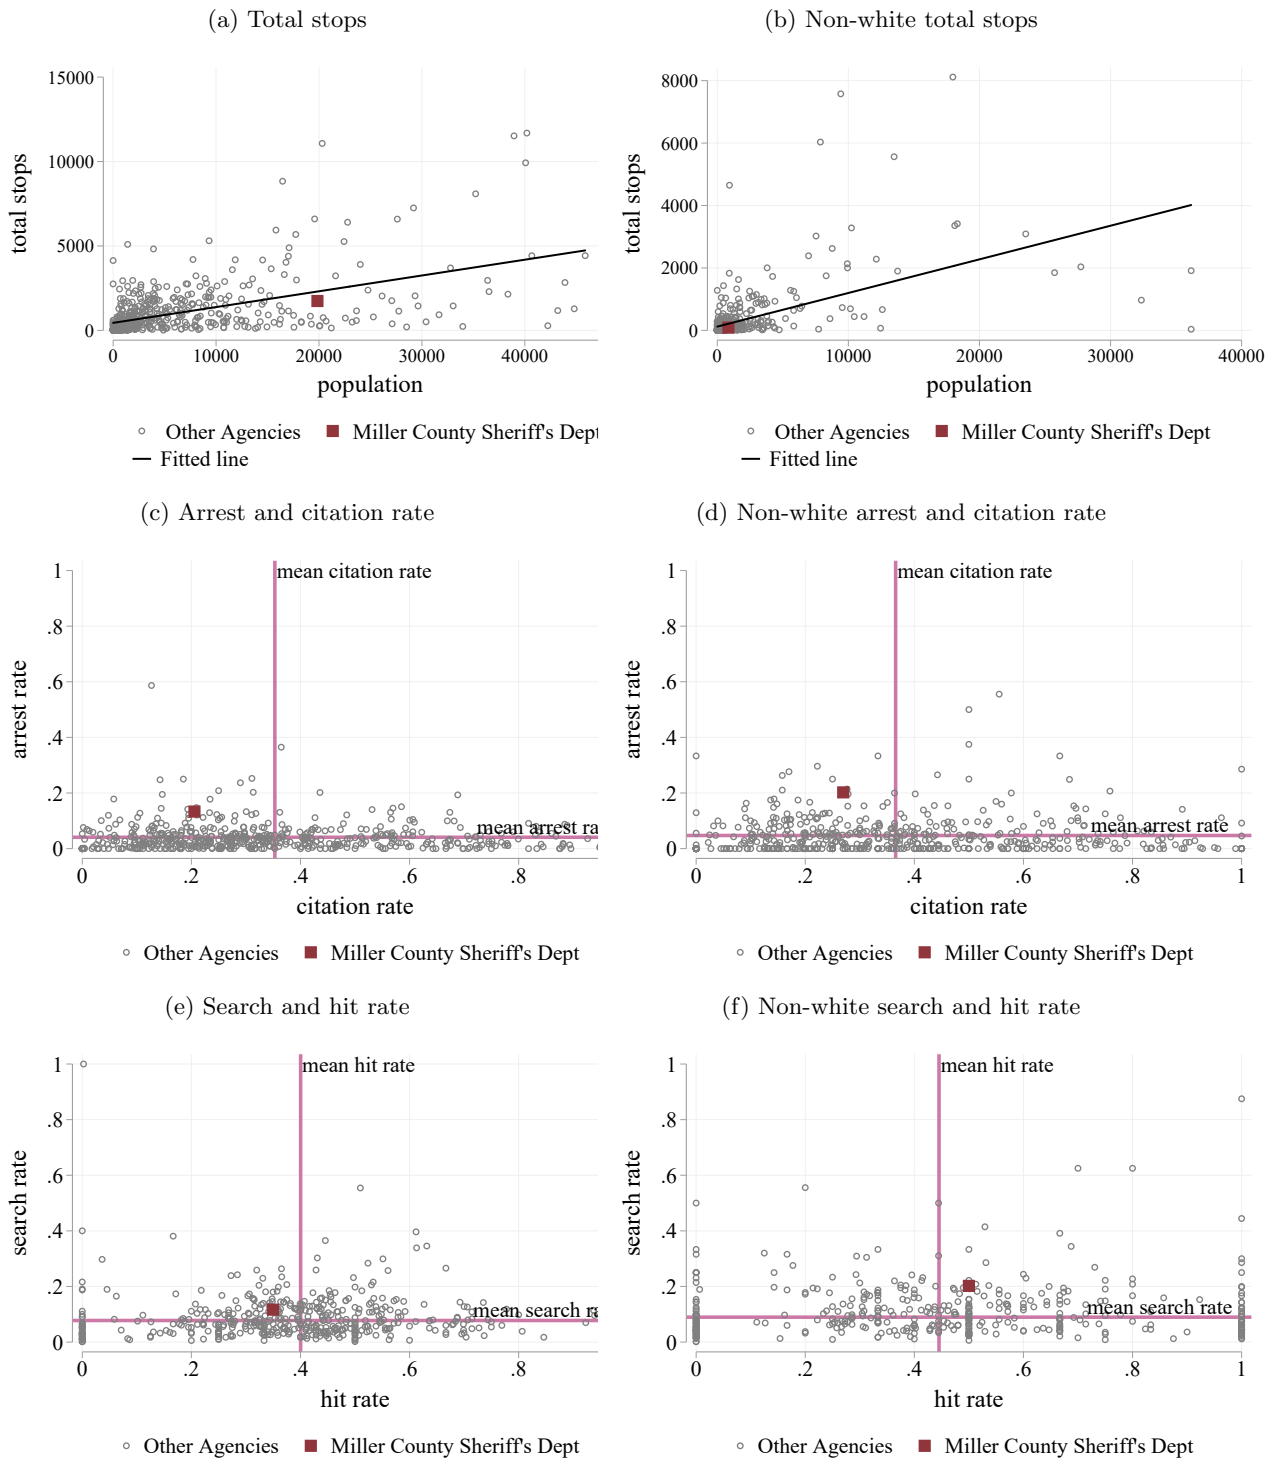 (a) Total stops
(b) Non-white total stops
15000
10000
5000
0
total stops
0 10000 20000 30000 40000
population
Other Agencies Miller County Sheriff's Dept
Fitted line
8000
6000
4000
2000
0
total stops
0 10000 20000 30000 40000
population
Other Agencies Miller County Sheriff's Dept
Fitted line
(c) Arrest and citation rate
(d) Non-white arrest and citation rate
1
.8
.6
.4
.2
0
arrest rate
mean citation rate
mean arrest ra
0 .2 .4 .6 .8
citation rate
Other Agencies Miller County Sheriff's Dept
1
.8
.6
.4
.2
0
arrest rate
mean citation rate
mean arrest rate
0 .2 .4 .6 .8 1
citation rate
Other Agencies Miller County Sheriff's Dept
(e) Search and hit rate
(f) Non-white search and hit rate
1
.8
.6
.4
.2
0
search rate
mean hit rate
mean search ra
0 .2 .4 .6 .8
hit rate
Other Agencies Miller County Sheriff's Dept
1
.8
.6
.4
.2
0
search rate
mean hit rate
mean search rate
0 .2 .4 .6 .8 1
hit rate
Other Agencies Miller County Sheriff's Dept